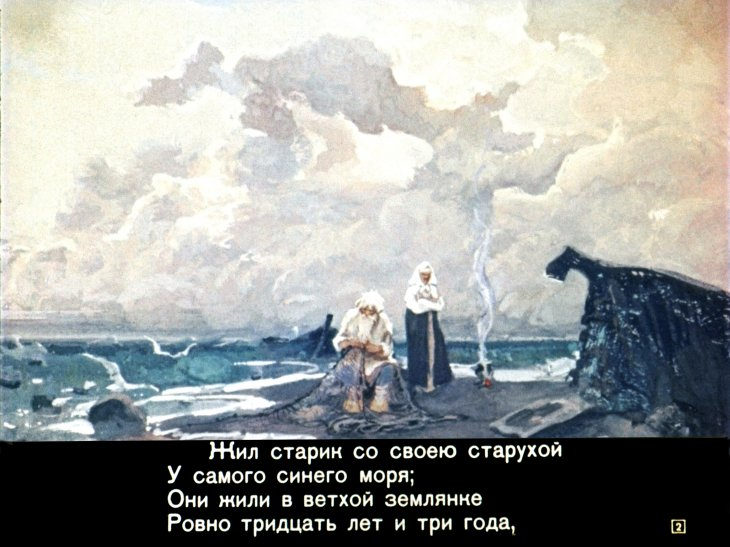 Жил старик со своею старухой
У самого синего моря;
Они жили в ветхой землянке
Ровно тридцать лет и три года,
2